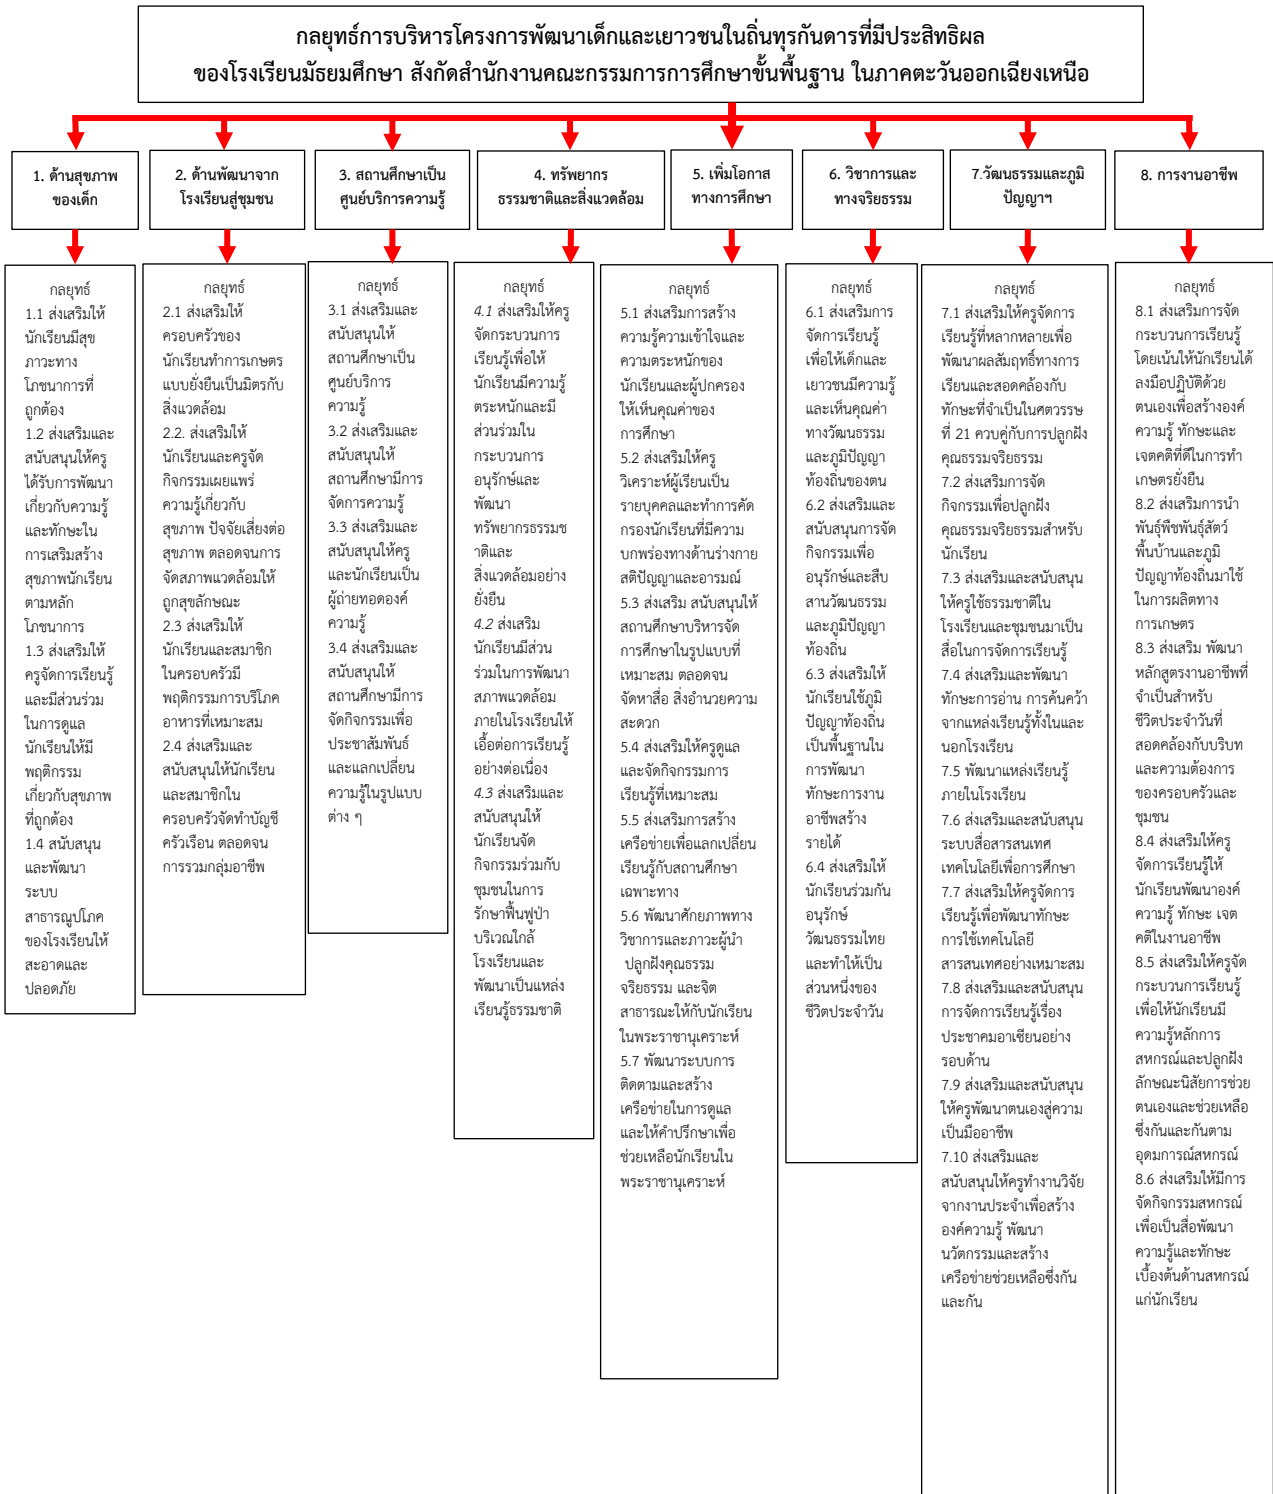 กลยุทธ์การบริหารโครงการพัฒนาเด็กและเยาวชนในถิ่นทุรกันดารที่มีประสิทธิผล
ของโรงเรียนมัธยมศึกษา สังกัดสำนักงานคณะกรรมการการศึกษาขั้นพื้นฐาน ในภาคตะวันออกเฉียงเหนือ
1. ด้านสุขภาพ
ของเด็ก
2. ด้านพัฒนาจาก
โรงเรียนสู่ชุมชน
3. สถานศึกษาเป็น
ศูนย์บริการความรู้
4. ทรัพยากร
ธรรมชาติและสิ่งแวดล้อม
5. เพิ่มโอกาส
ทางการศึกษา
6. วิชาการและ
ทางจริยธรรม
7.วัฒนธรรมและภูมิ
ปัญญาฯ
8. การงานอาชีพ
กลยุทธ์
1.1 ส่งเสริมให้
นักเรียนมีสุข
ภาวะทาง
โภชนาการที่
ถูกต้อง
1.2 ส่งเสริมและ
สนับสนุนให้ครู
ได้รับการพัฒนา
เกี่ยวกับความรู้
และทักษะใน
การเสริมสร้าง
สุขภาพนักเรียน
ตามหลัก
โภชนาการ
1.3 ส่งเสริมให้
ครูจัดการเรียนรู้
และมีส่วนร่วม
ในการดูแล
นักเรียนให้มี
พฤติกรรม
เกี่ยวกับสุขภาพ
ที่ถูกต้อง
1.4 สนับสนุน
และพัฒนา
ระบบ
สาธารณูปโภค
ของโรงเรียนให้
สะอาดและ
ปลอดภัย
กลยุทธ์
2.1 ส่งเสริมให้
ครอบครัวของ
นักเรียนทำการเกษตร
แบบยั่งยืนเป็นมิตรกับ
สิ่งแวดล้อม
2.2. ส่งเสริมให้
นักเรียนและครูจัด
กิจกรรมเผยแพร่
ความรู้เกี่ยวกับ
สุขภาพ ปัจจัยเสี่ยงต่อ
สุขภาพ ตลอดจนการ
จัดสภาพแวดล้อมให้
ถูกสุขลักษณะ
2.3 ส่งเสริมให้
นักเรียนและสมาชิก
ในครอบครัวมี
พฤติกรรมการบริโภค
อาหารที่เหมาะสม
2.4 ส่งเสริมและ
สนับสนุนให้นักเรียน
และสมาชิกใน
ครอบครัวจัดทำบัญชี
ครัวเรือน ตลอดจน
การรวมกลุ่มอาชีพ
กลยุทธ์
3.1 ส่งเสริมและ
สนับสนุนให้
สถานศึกษาเป็น
ศูนย์บริการ
ความรู้
3.2 ส่งเสริมและ
สนับสนุนให้
สถานศึกษามีการ
จัดการความรู้
3.3 ส่งเสริมและ
สนับสนุนให้ครู
และนักเรียนเป็น
ผู้ถ่ายทอดองค์
ความรู้
3.4 ส่งเสริมและ
สนับสนุนให้
สถานศึกษามีการ
จัดกิจกรรมเพื่อ
ประชาสัมพันธ์
และแลกเปลี่ยน
ความรู้ในรูปแบบ
ต่าง ๆ
กลยุทธ์
4.1 ส่งเสริมให้ครู
จัดกระบวนการ
เรียนรู้เพื่อให้
นักเรียนมีความรู้
ตระหนักและมี
ส่วนร่วมใน
กระบวนการ
อนุรักษ์และ
พัฒนา
ทรัพยากรธรรมช
าติและ
สิ่งแวดล้อมอย่าง
ยั่งยืน
4.2 ส่งเสริม
นักเรียนมีส่วน
ร่วมในการพัฒนา
สภาพแวดล้อม
ภายในโรงเรียนให้
เอื้อต่อการเรียนรู้
อย่างต่อเนื่อง
4.3 ส่งเสริมและ
สนับสนุนให้
นักเรียนจัด
กิจกรรมร่วมกับ
ชุมชนในการ
รักษาฟื้นฟูป่า
บริเวณใกล้
โรงเรียนและ
พัฒนาเป็นแหล่ง
เรียนรู้ธรรมชาติ
กลยุทธ์
5.1 ส่งเสริมการสร้าง
ความรู้ความเข้าใจและ
ความตระหนักของ
นักเรียนและผู้ปกครอง
ให้เห็นคุณค่าของ
การศึกษา
5.2 ส่งเสริมให้ครู
วิเคราะห์ผู้เรียนเป็น
รายบุคคลและทำการคัด
กรองนักเรียนที่มีความ
บกพร่องทางด้านร่างกาย
สติปัญญาและอารมณ์
5.3 ส่งเสริม สนับสนุนให้
สถานศึกษาบริหารจัด
การศึกษาในรูปแบบที่
เหมาะสม ตลอดจน
จัดหาสื่อ สิ่งอำนวยความ
สะดวก
5.4 ส่งเสริมให้ครูดูแล
และจัดกิจกรรมการ
เรียนรู้ที่เหมาะสม
5.5 ส่งเสริมการสร้าง
เครือข่ายเพื่อแลกเปลี่ยน
เรียนรู้กับสถานศึกษา
เฉพาะทาง
5.6 พัฒนาศักยภาพทาง
วิชาการและภาวะผู้นำ
ปลูกฝังคุณธรรม
จริยธรรม และจิต
สาธารณะให้กับนักเรียน
ในพระราชานุเคราะห์
5.7 พัฒนาระบบการ
ติดตามและสร้าง
เครือข่ายในการดูแล
และให้คำปรึกษาเพื่อ
ช่วยเหลือนักเรียนใน
พระราชานุเคราะห์
กลยุทธ์
6.1 ส่งเสริมการ
จัดการเรียนรู้
เพื่อให้เด็กและ
เยาวชนมีความรู้
และเห็นคุณค่า
ทางวัฒนธรรม
และภูมิปัญญา
ท้องถิ่นของตน
6.2 ส่งเสริมและ
สนับสนุนการจัด
กิจกรรมเพื่อ
อนุรักษ์และสืบ
สานวัฒนธรรม
และภูมิปัญญา
ท้องถิ่น
6.3 ส่งเสริมให้
นักเรียนใช้ภูมิ
ปัญญาท้องถิ่น
เป็นพื้นฐานใน
การพัฒนา
ทักษะการงาน
อาชีพสร้าง
รายได้
6.4 ส่งเสริมให้
นักเรียนร่วมกัน
อนุรักษ์
วัฒนธรรมไทย
และทำให้เป็น
ส่วนหนึ่งของ
ชีวิตประจำวัน
กลยุทธ์
7.1 ส่งเสริมให้ครูจัดการ
เรียนรู้ที่หลากหลายเพื่อ
พัฒนาผลสัมฤทธิ์ทางการ
เรียนและสอดคล้องกับ
ทักษะที่จำเป็นในศตวรรษ
ที่ 21 ควบคู่กับการปลูกฝัง
คุณธรรมจริยธรรม
7.2 ส่งเสริมการจัด
กิจกรรมเพื่อปลูกฝัง
คุณธรรมจริยธรรมสำหรับ
นักเรียน
7.3 ส่งเสริมและสนับสนุน
ให้ครูใช้ธรรมชาติใน
โรงเรียนและชุมชนมาเป็น
สื่อในการจัดการเรียนรู้
7.4 ส่งเสริมและพัฒนา
ทักษะการอ่าน การค้นคว้า
จากแหล่งเรียนรู้ทั้งในและ
นอกโรงเรียน
7.5 พัฒนาแหล่งเรียนรู้
ภายในโรงเรียน
7.6 ส่งเสริมและสนับสนุน
ระบบสื่อสารสนเทศ
เทคโนโลยีเพื่อการศึกษา
7.7 ส่งเสริมให้ครูจัดการ
เรียนรู้เพื่อพัฒนาทักษะ
การใช้เทคโนโลยี
สารสนเทศอย่างเหมาะสม
7.8 ส่งเสริมและสนับสนุน
การจัดการเรียนรู้เรื่อง
ประชาคมอาเซียนอย่าง
รอบด้าน
7.9 ส่งเสริมและสนับสนุน
ให้ครูพัฒนาตนเองสู่ความ
เป็นมืออาชีพ
7.10 ส่งเสริมและ
สนับสนุนให้ครูทำงานวิจัย
จากงานประจำเพื่อสร้าง
องค์ความรู้ พัฒนา
นวัตกรรมและสร้าง
เครือข่ายช่วยเหลือซึ่งกัน
และกัน
กลยุทธ์
8.1 ส่งเสริมการจัด
กระบวนการเรียนรู้
โดยเน้นให้นักเรียนได้
ลงมือปฏิบัติด้วย
ตนเองเพื่อสร้างองค์
ความรู้ ทักษะและ
เจตคติที่ดีในการทำ
เกษตรยั่งยืน
8.2 ส่งเสริมการนำ
พันธุ์พืชพันธุ์สัตว์
พื้นบ้านและภูมิ
ปัญญาท้องถิ่นมาใช้
ในการผลิตทาง
การเกษตร
8.3 ส่งเสริม พัฒนา
หลักสูตรงานอาชีพที่
จำเป็นสำหรับ
ชีวิตประจำวันที่
สอดคล้องกับบริบท
และความต้องการ
ของครอบครัวและ
ชุมชน
8.4 ส่งเสริมให้ครู
จัดการเรียนรู้ให้
นักเรียนพัฒนาองค์
ความรู้ ทักษะ เจต
คติในงานอาชีพ
8.5 ส่งเสริมให้ครูจัด
กระบวนการเรียนรู้
เพื่อให้นักเรียนมี
ความรู้หลักการ
สหกรณ์และปลูกฝัง
ลักษณะนิสัยการช่วย
ตนเองและช่วยเหลือ
ซึ่งกันและกันตาม
อุดมการณ์สหกรณ์
8.6 ส่งเสริมให้มีการ
จัดกิจกรรมสหกรณ์
เพื่อเป็นสื่อพัฒนา
ความรู้และทักษะ
เบื้องต้นด้านสหกรณ์
แก่นักเรียน